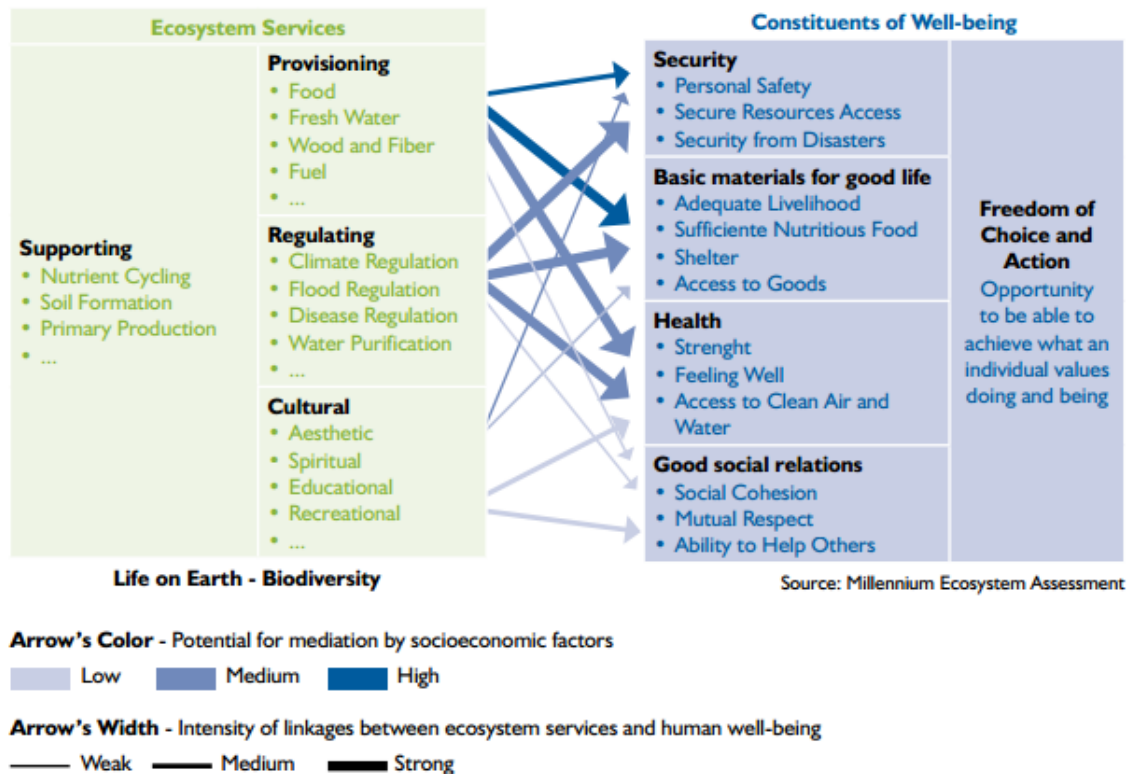 Ecosystem Services
Supporting
• Nutrient Cycling
• Soil Formation
• Primary Production
• ...
Provisioning
• Food
• Fresh Water
• Wood and Fiber
• Fuel
• ...
Regulating
• Climate Regulation
• Flood Regulation
• Disease Regulation
• Water Purification
• ...
Cultural
• Aesthetic
• Spiritual
• Educational
• Recreational
• ...
Life on Earth - Biodiversity
Constituents of Well-being
Security
• Personal Safety
• Secure Resources Access
• Security from Disasters
Basic materials for good life
• Adequate Livelihood
• Sufficiente Nutritious Food
• Shelter
• Access to Goods
Health
• Strenght
• Feeling Well
• Access to Clean Air and
Water
Good social relations
• Social Cohesion
• Mutual Respect
• Ability to Help Others
Freedom of
Choice and
Action
Opportunity
to be able to
achieve what an
individual values
doing and being
Source: Millennium Ecosystem Assessment
Arrow's Color - Potential for mediation by socioeconomic factors
Low Medium High
Arrow's Width - Intensity of linkages between ecosystem services and human well-being
Weak Medium Strong